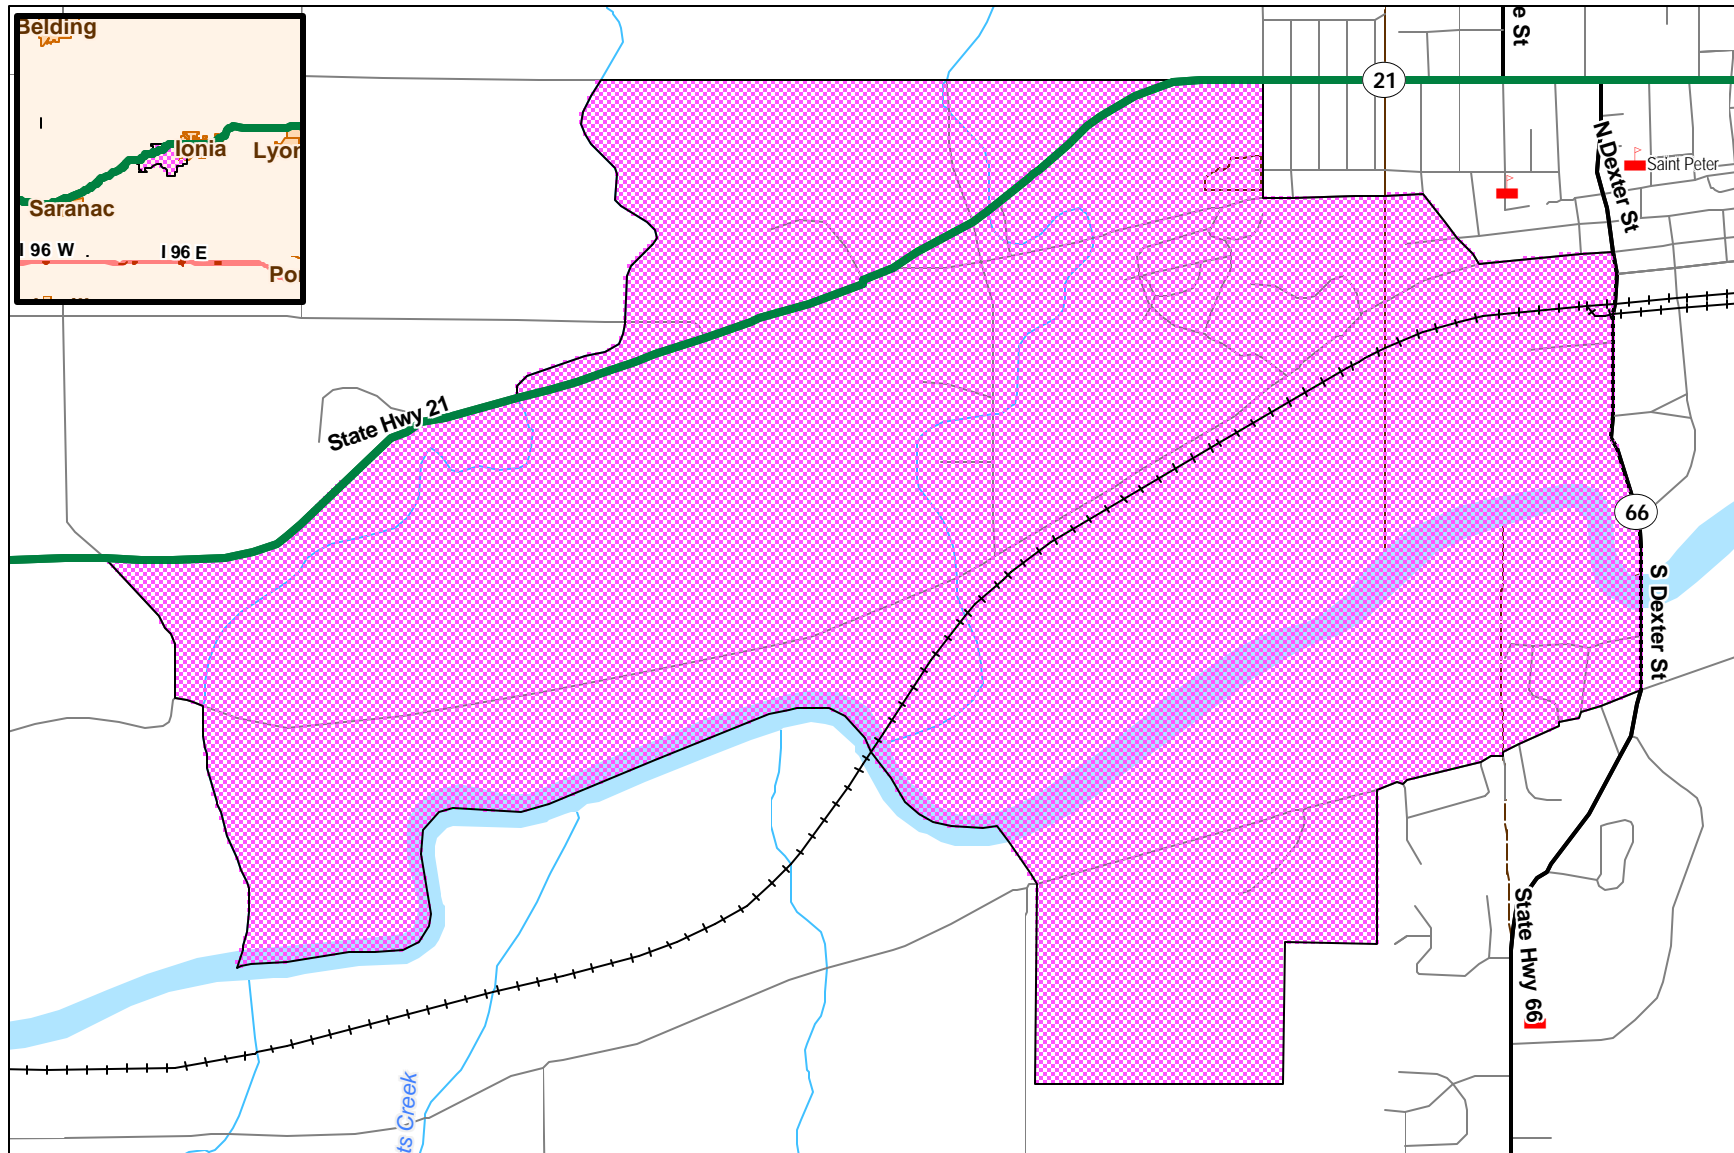 Belding
Ionia
Lyon
Saranac
I 96 W
I 96 E
Por
e St
21
N Dexter St
Saint Peter
State Hwy 21
66
S Dexter St
State Hwy 66
ts Creek